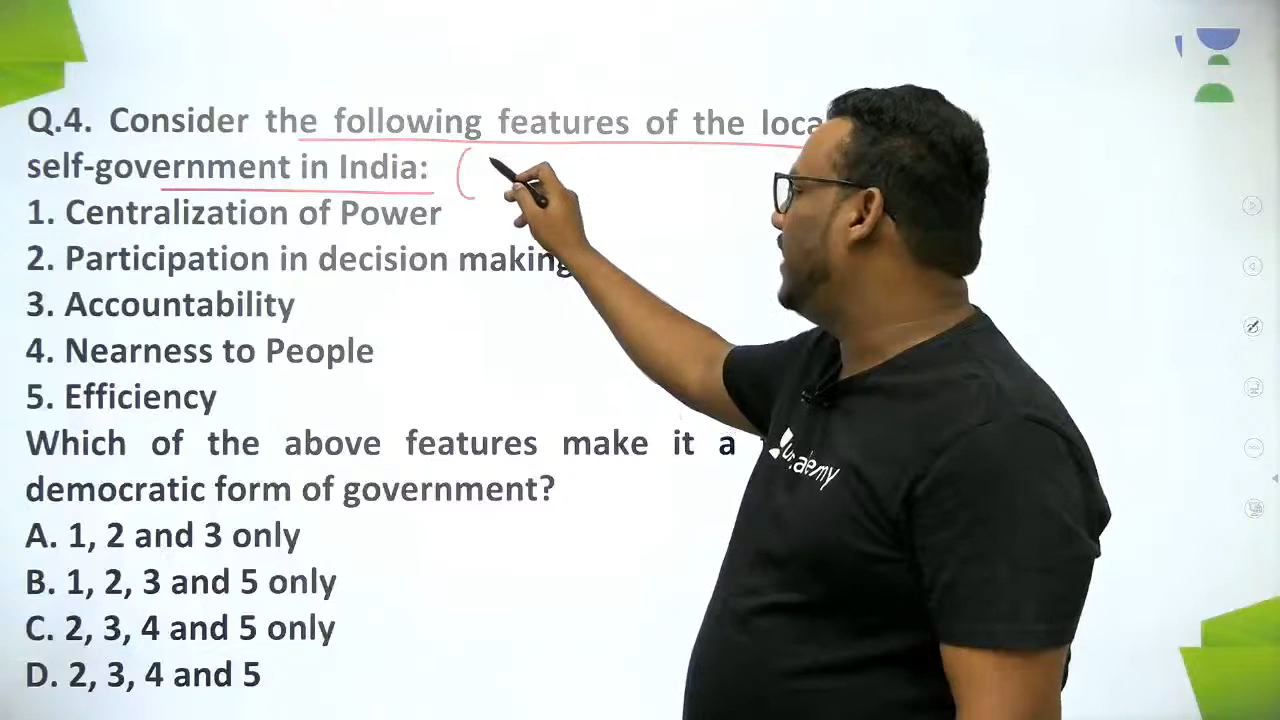 Q.4. Consider the following features of the loca
self-government in India: (
1. Centralization of Power
2. Participation in decision making
3. Accountability
4. Nearness to People
5. Efficiency
Which of the above features make it a
democratic form of government?
A. 1, 2 and 3 only
B. 1, 2, 3 and 5 only
C. 2, 3, 4 and 5 only
D. 2, 3, 4 and 5
unacademy